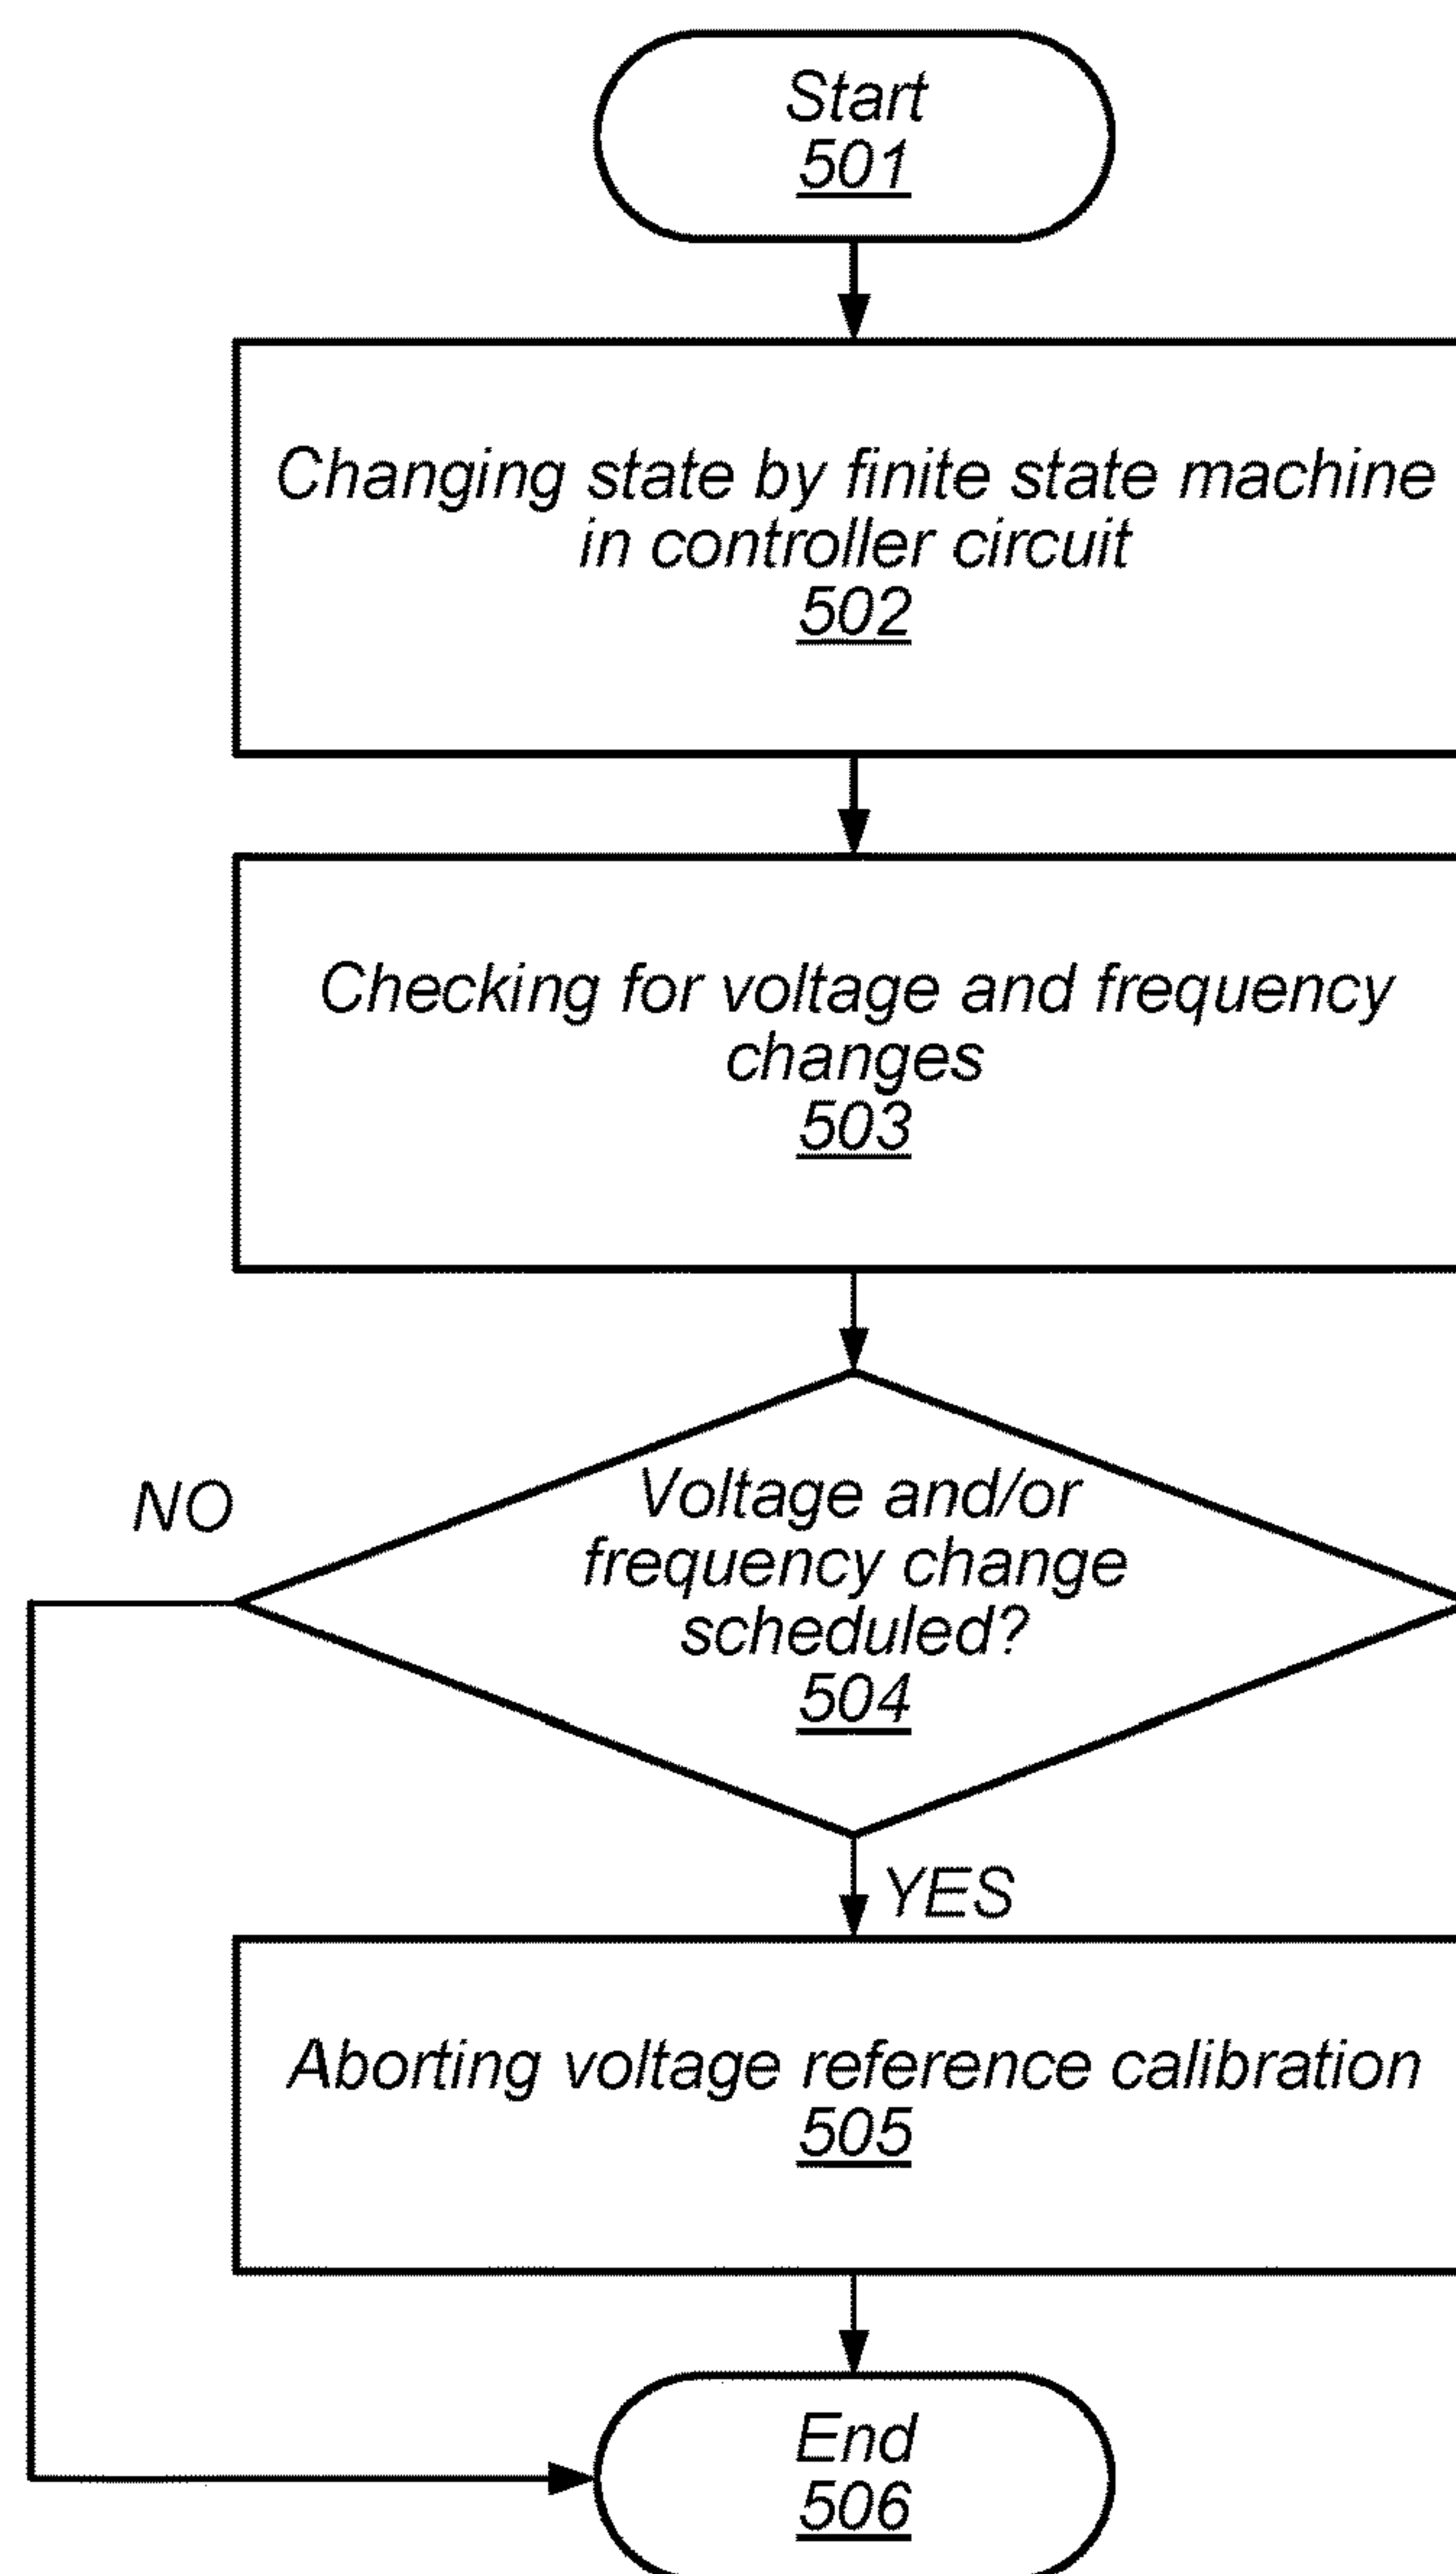 Start
501
Changing state by finite state machine
in controller circuit
502
Checking for voltage and frequency
changes
503
NO
Voltage and/or
frequency change
scheduled?
504
YES
Aborting voltage reference calibration
505
End
506